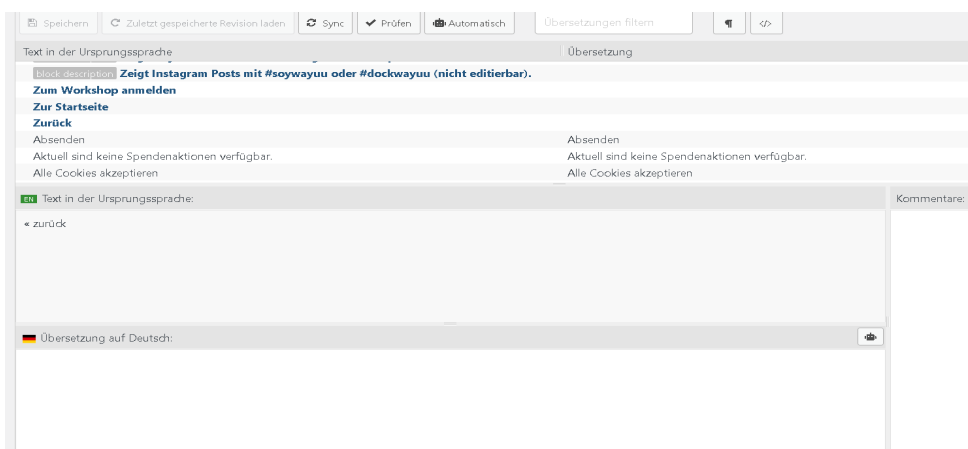 Speichern Zuletzt gespeicherte Revision laden Sync Prüfen Automatisch Übersetzungen filtern ¶ </>
Text in der Ursprungssprache Übersetzung
block description Zeigt Instagram Posts mit #soywayuu oder #dockwayuu (nicht editierbar).
Zum Workshop anmelden
Zur Startseite
Zurück
Absenden Absenden
Aktuell sind keine Spendenaktionen verfügbar. Aktuell sind keine Spendenaktionen verfügbar.
Alle Cookies akzeptieren Alle Cookies akzeptieren
EN Text in der Ursprungssprache: Kommentare:
« zurück
Übersetzung auf Deutsch: